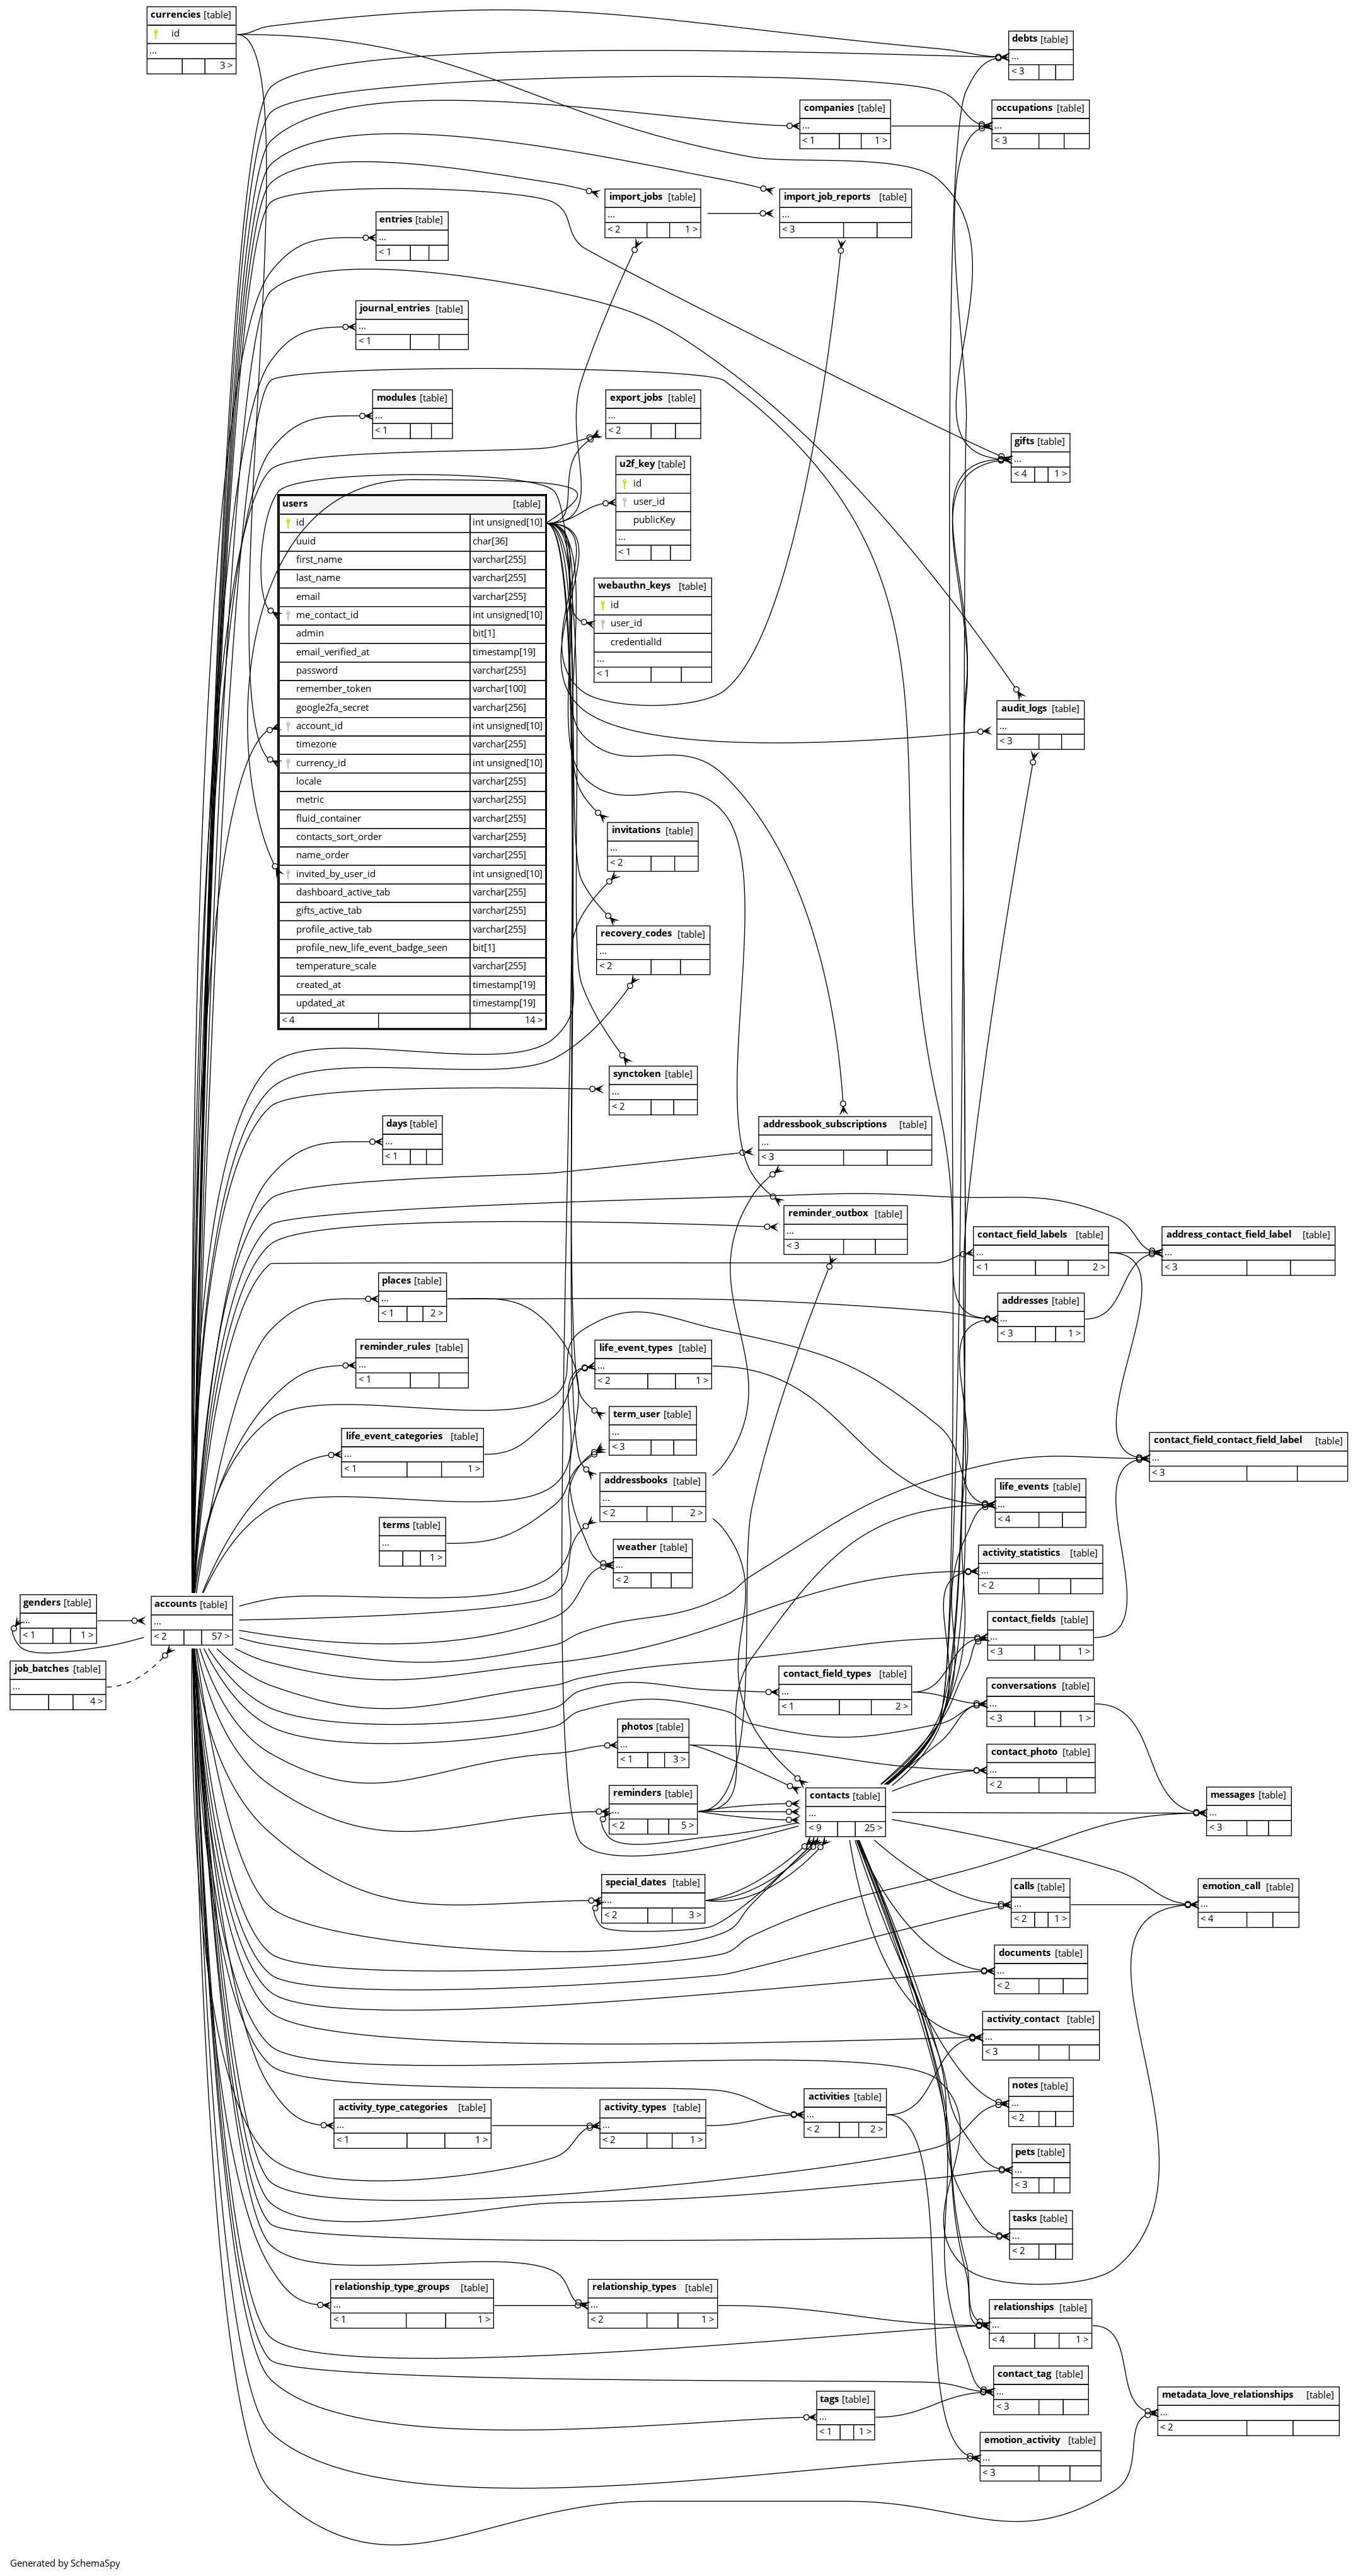 currencies [table]
id
...
3 >
debts [table]
...
< 3
companies [table]
...
< 1 1 >
occupations [table]
...
< 3
import_jobs [table]
...
< 2 1 >
import_job_reports [table]
...
< 3
entries [table]
...
< 1
journal_entries [table]
...
< 1
modules [table]
...
< 1
export_jobs [table]
...
< 2
gifts [table]
...
< 4 1 >
u2f_key [table]
id
user_id
publicKey
...
< 1
users [table]
id int unsigned[10]
uuid char[36]
first_name varchar[255]
last_name varchar[255]
email varchar[255]
me_contact_id int unsigned[10]
admin bit[1]
email_verified_at timestamp[19]
password varchar[255]
remember_token varchar[100]
google2fa_secret varchar[256]
account_id int unsigned[10]
timezone varchar[255]
currency_id int unsigned[10]
locale varchar[255]
metric varchar[255]
fluid_container varchar[255]
contacts_sort_order varchar[255]
name_order varchar[255]
invited_by_user_id int unsigned[10]
dashboard_active_tab varchar[255]
gifts_active_tab varchar[255]
profile_active_tab varchar[255]
profile_new_life_event_badge_seen bit[1]
temperature_scale varchar[255]
created_at timestamp[19]
updated_at timestamp[19]
< 4 14 >
webauthn_keys [table]
id
user_id
credentialId
...
< 1
audit_logs [table]
...
< 3
invitations [table]
...
< 2
recovery_codes [table]
...
< 2
synctoken [table]
...
< 2
days [table]
...
< 1
addressbook_subscriptions [table]
...
< 3
reminder_outbox [table]
...
< 3
contact_field_labels [table]
...
< 1 2 >
address_contact_field_label [table]
...
< 3
places [table]
...
< 1 2 >
addresses [table]
...
< 3 1 >
reminder_rules [table]
...
< 1
life_event_types [table]
...
< 2 1 >
term_user [table]
...
< 3
life_event_categories [table]
...
< 1 1 >
contact_field_contact_field_label [table]
...
< 3
addressbooks [table]
...
< 2 2 >
life_events [table]
...
< 4
terms [table]
...
1 >
weather [table]
...
< 2
activity_statistics [table]
...
< 2
genders [table]
...
< 1 1 >
accounts [table]
...
< 2 57 >
contact_fields [table]
...
< 3 1 >
job_batches [table]
...
4 >
contact_field_types [table]
...
< 1 2 >
conversations [table]
...
< 3 1 >
photos [table]
...
< 1 3 >
contact_photo [table]
...
< 2
reminders [table]
...
< 2 5 >
contacts [table]
...
< 9 25 >
messages [table]
...
< 3
special_dates [table]
...
< 2 3 >
calls [table]
...
< 2 1 >
emotion_call [table]
...
< 4
documents [table]
...
< 2
activity_contact [table]
...
< 3
notes [table]
...
< 2
activity_type_categories [table]
...
< 1 1 >
activity_types [table]
...
< 2 1 >
activities [table]
...
< 2 2 >
pets [table]
...
< 3
tasks [table]
...
< 2
relationship_type_groups [table]
...
< 1 1 >
relationship_types [table]
...
< 2 1 >
relationships [table]
...
< 4 1 >
contact_tag [table]
...
< 3
tags [table]
...
< 1 1 >
metadata_love_relationships [table]
...
< 2
emotion_activity [table]
...
< 3
Generated by SchemaSpy